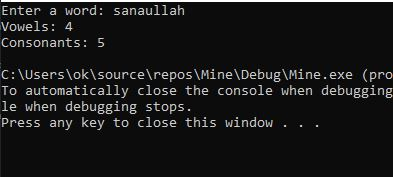 Enter a word: sanaullah
Vowels: 4
Consonants: 5
C:\Users\ok\source\repos\Mine\Debug\Mine.exe (pro
To automatically close the console when debugging
le when debugging stops.
Press any key to close this window . . .